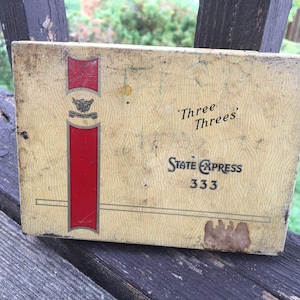 'Three
Threes'
STATE EXPRESS
333